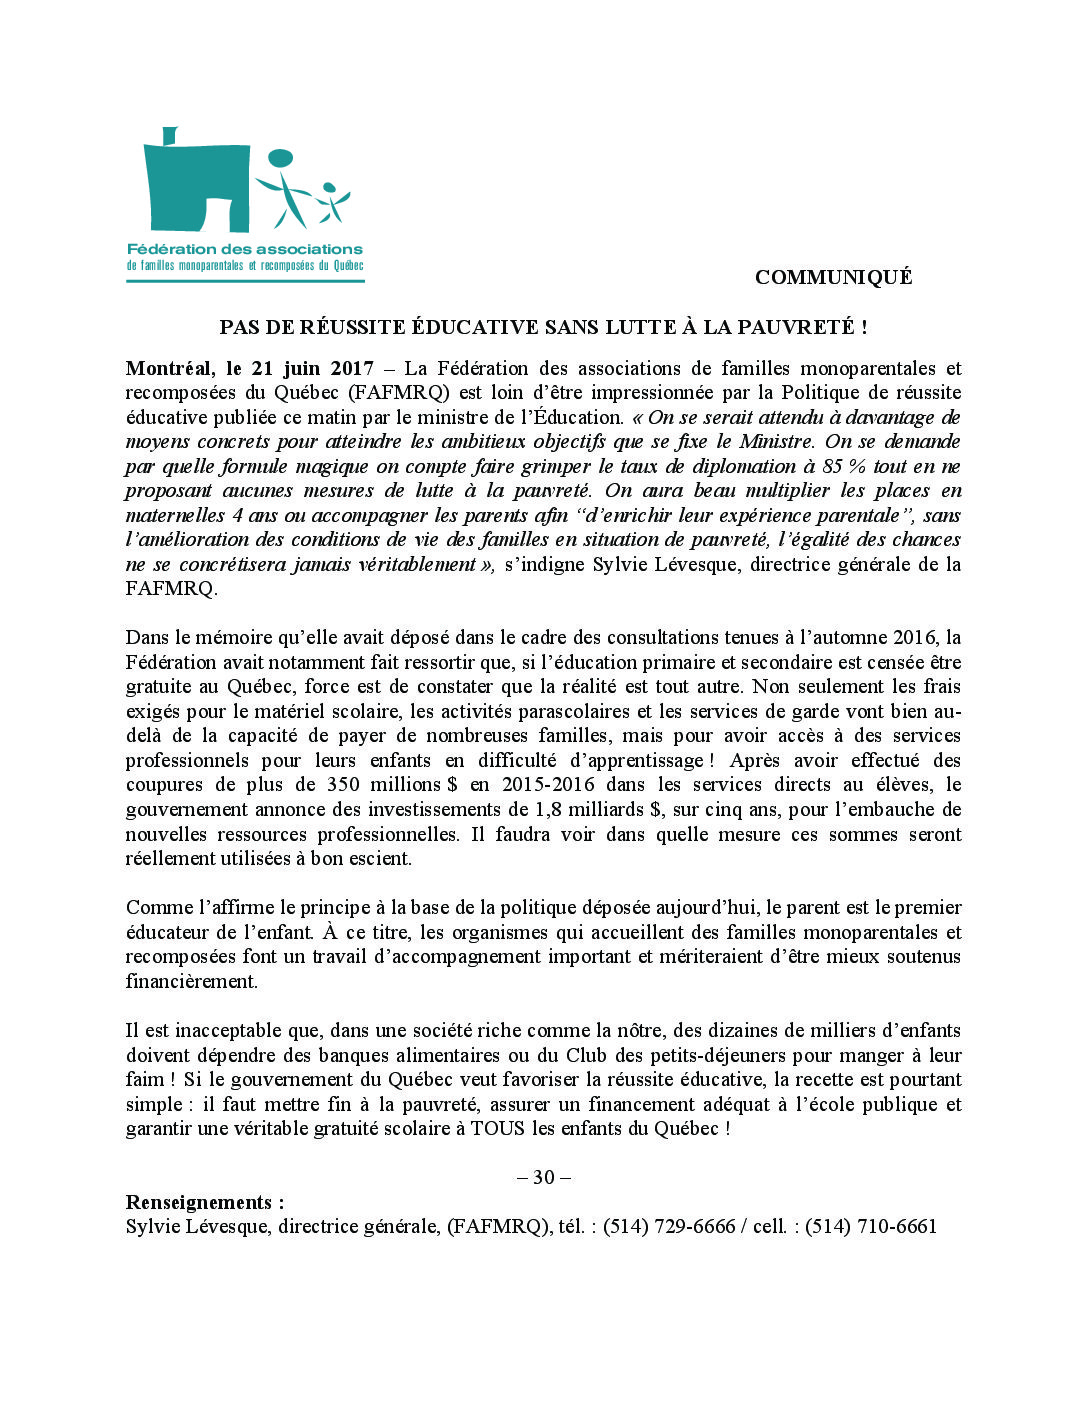 Fédération des associations
de familles monoparentales et recomposées du Québec
COMMUNIQUÉ
PAS DE RÉUSSITE ÉDUCATIVE SANS LUTTE À LA PAUVRETÉ !
Montréal, le 21 juin 2017 – La Fédération des associations de familles monoparentales et
recomposées du Québec (FAFMRQ) est loin d’être impressionnée par la Politique de réussite
éducative publiée ce matin par le ministre de l’Éducation. « On se serait attendu à davantage de
moyens concrets pour atteindre les ambitieux objectifs que se fixe le Ministre. On se demande
par quelle formule magique on compte faire grimper le taux de diplomation à 85 % tout en ne
proposant aucunes mesures de lutte à la pauvreté. On aura beau multiplier les places en
maternelles 4 ans ou accompagner les parents afin “d’enrichir leur expérience parentale”, sans
l’amélioration des conditions de vie des familles en situation de pauvreté, l’égalité des chances
ne se concrétisera jamais véritablement », s’indigne Sylvie Lévesque, directrice générale de la
FAFMRQ.
Dans le mémoire qu’elle avait déposé dans le cadre des consultations tenues à l’automne 2016, la
Fédération avait notamment fait ressortir que, si l’éducation primaire et secondaire est censée être
gratuite au Québec, force est de constater que la réalité est tout autre. Non seulement les frais
exigés pour le matériel scolaire, les activités parascolaires et les services de garde vont bien au-
delà de la capacité de payer de nombreuses familles, mais pour avoir accès à des services
professionnels pour leurs enfants en difficulté d’apprentissage ! Après avoir effectué des
coupures de plus de 350 millions $ en 2015-2016 dans les services directs au élèves, le
gouvernement annonce des investissements de 1,8 milliards $, sur cinq ans, pour l’embauche de
nouvelles ressources professionnelles. Il faudra voir dans quelle mesure ces sommes seront
réellement utilisées à bon escient.
Comme l’affirme le principe à la base de la politique déposée aujourd’hui, le parent est le premier
éducateur de l’enfant. À ce titre, les organismes qui accueillent des familles monoparentales et
recomposées font un travail d’accompagnement important et mériteraient d’être mieux soutenus
financièrement.
Il est inacceptable que, dans une société riche comme la nôtre, des dizaines de milliers d’enfants
doivent dépendre des banques alimentaires ou du Club des petits-déjeuners pour manger à leur
faim ! Si le gouvernement du Québec veut favoriser la réussite éducative, la recette est pourtant
simple : il faut mettre fin à la pauvreté, assurer un financement adéquat à l’école publique et
garantir une véritable gratuité scolaire à TOUS les enfants du Québec !
– 30 –
Renseignements :
Sylvie Lévesque, directrice générale, (FAFMRQ), tél. : (514) 729-6666 / cell. : (514) 710-6661